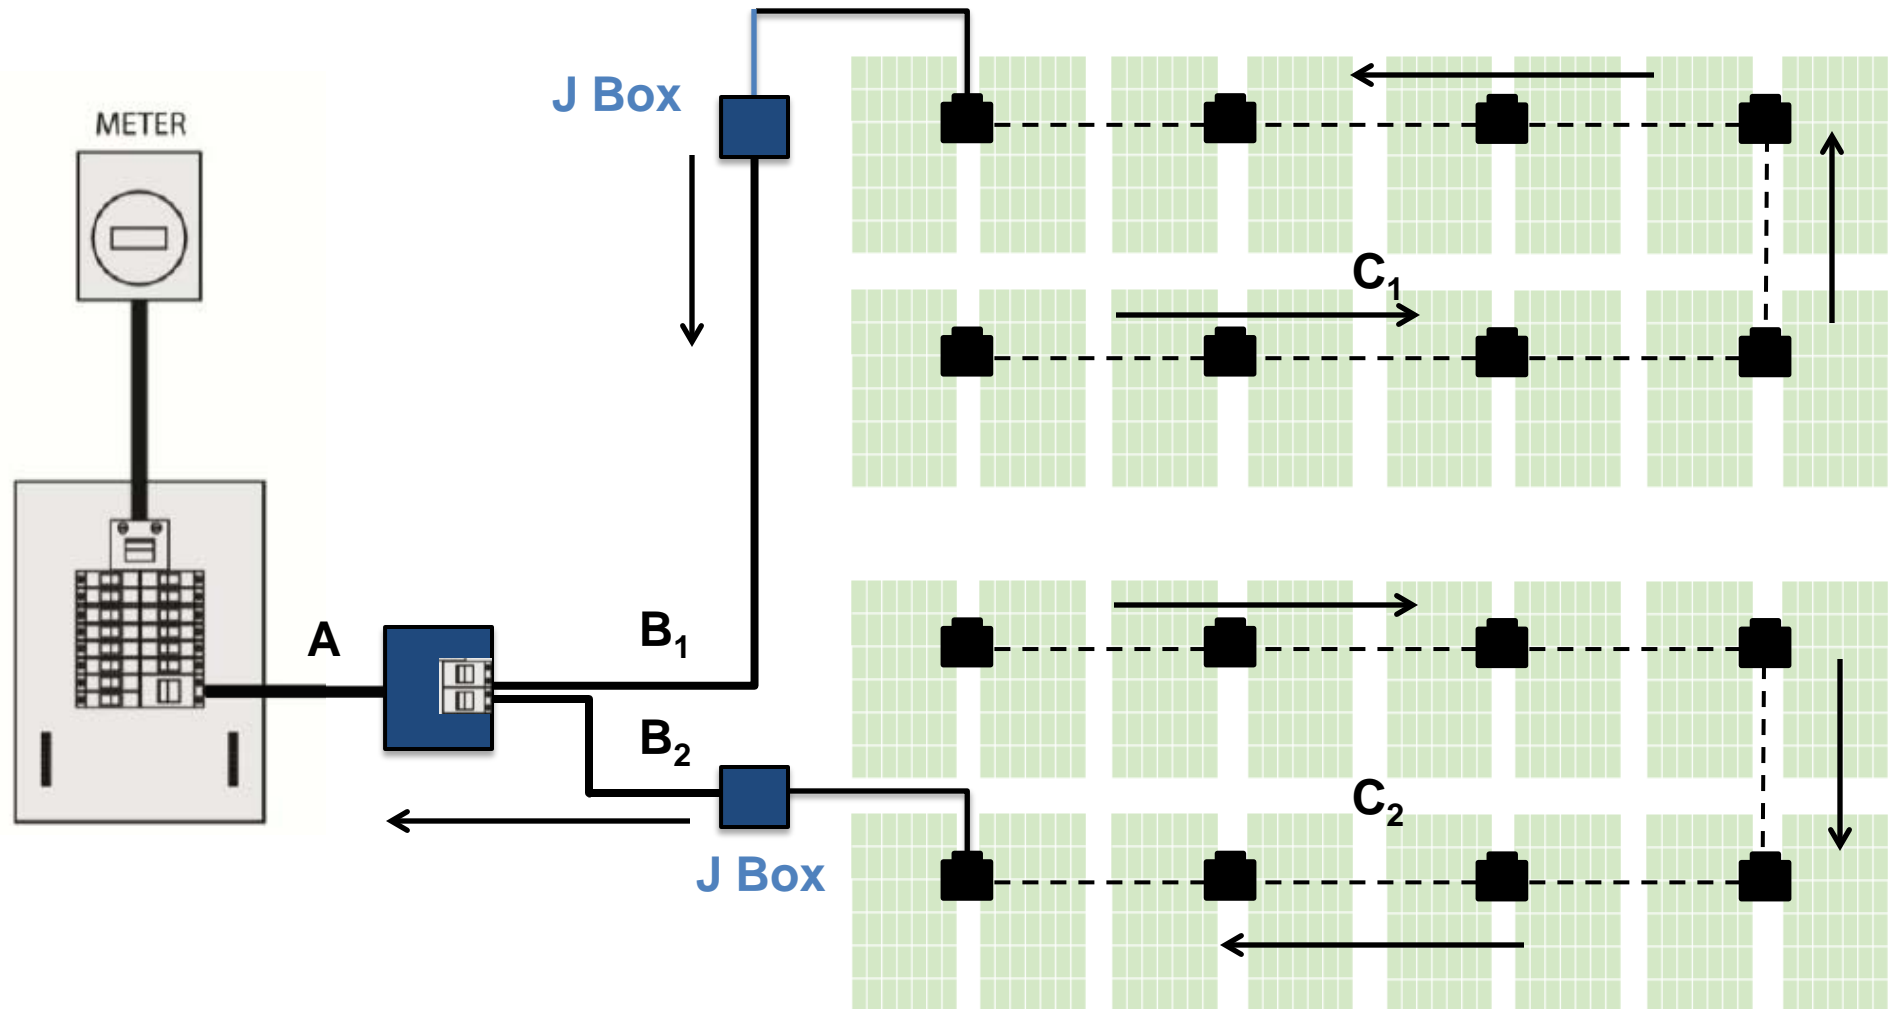 J Box
METER
C₁
A
B₁
B₂
C₂
J Box